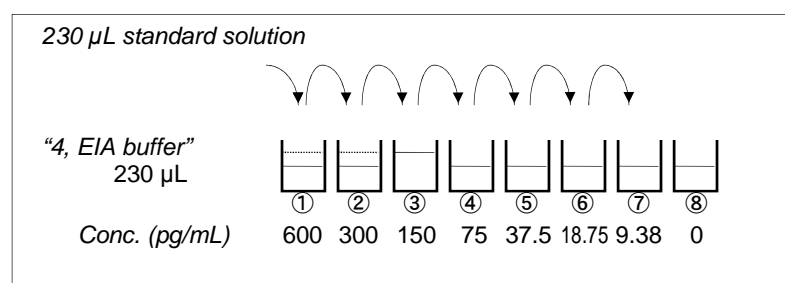 230 µL standard solution
“4, EIA buffer”
230 µL
① ② ③ ④ ⑤ ⑥ ⑦ ⑧
Conc. (pg/mL) 600 300 150 75 37.5 18.75 9.38 0